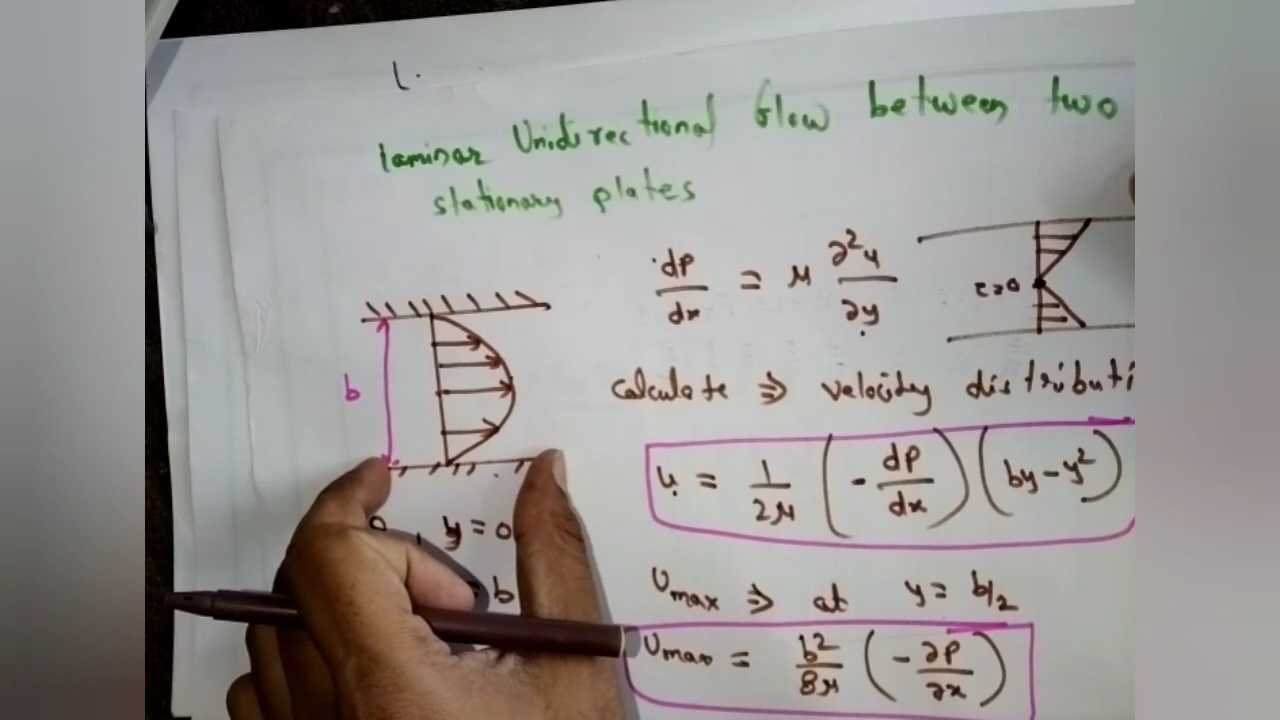 laminar Unidirectional flow between two
stationary plates
dp/dx = μ ∂²u/∂y
τ=0
b
calculate ⇒ velocity distributi
u = 1/2μ (-dp/dx) (by-y²)
y=0
b
Umax ⇒ at y = b/2
Umax = b²/8μ (-∂P/∂x)